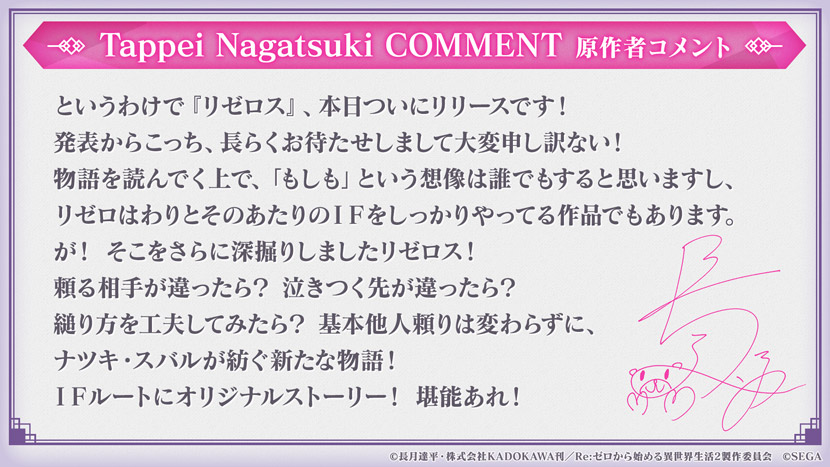 Tappei Nagatsuki COMMENT 原作者コメント
というわけで『リゼロス』、本日ついにリリースです！
発表からこっち、長らくお待たせしまして大変申し訳ない！
物語を読んでく上で、「もしも」という想像は誰でもすると思いますし、
リゼロはわりとそのあたりのＩＦをしっかりやってる作品でもあります。
が！ そこをさらに深掘りしましたリゼロス！
頼る相手が違ったら？ 泣きつく先が違ったら？
縋り方を工夫してみたら？ 基本他人頼りは変わらずに、
ナツキ・スバルが紡ぐ新たな物語！
ＩＦルートにオリジナルストーリー！ 堪能あれ！
©長月達平・株式会社KADOKAWA刊／Re:ゼロから始める異世界生活2製作委員会 ©SEGA